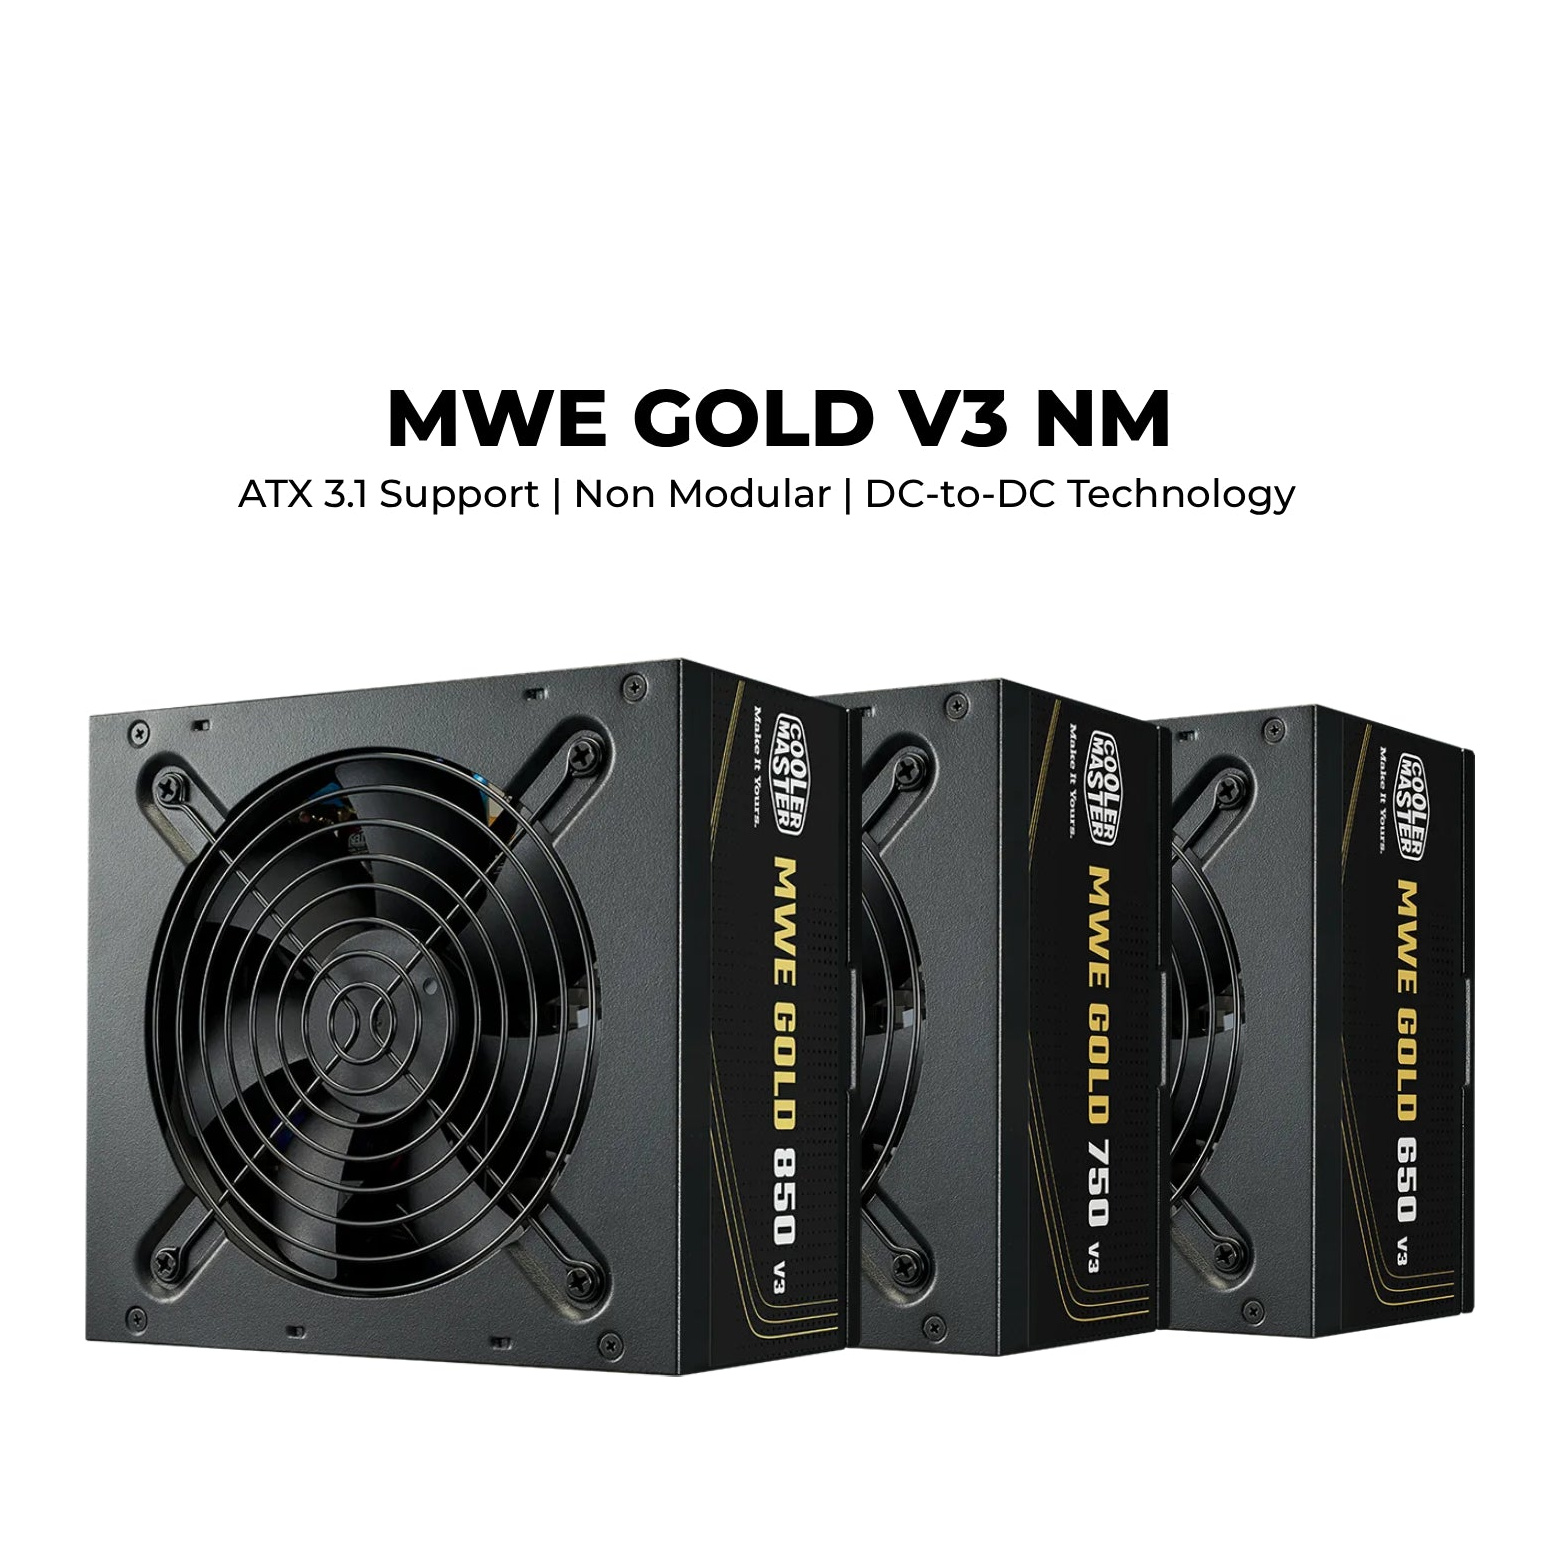 MWE GOLD V3 NM
ATX 3.1 Support | Non Modular | DC-to-DC Technology
COOLER
MASTER
Make It Yours.
MWE GOLD 850 V3
COOLER
MASTER
Make It Yours.
MWE GOLD 750 V3
COOLER
MASTER
Make It Yours.
MWE GOLD 650 V3